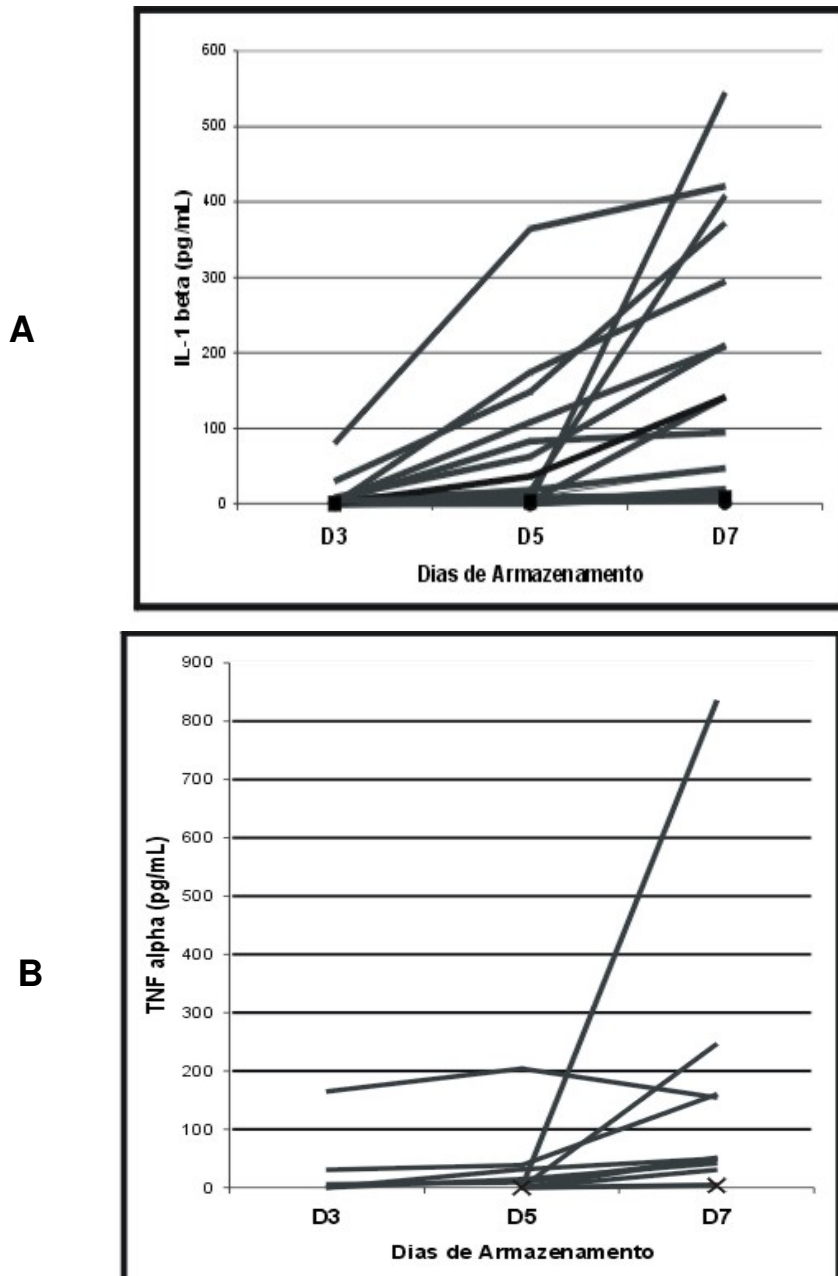 600
500
400
300
200
100
0
IL-1 beta (pg/mL)
D3 D5 D7
Dias de Armazenamento
A
900
800
700
600
500
400
300
200
100
0
TNF alpha (pg/mL)
D3 D5 D7
Dias de Armazenamento
B